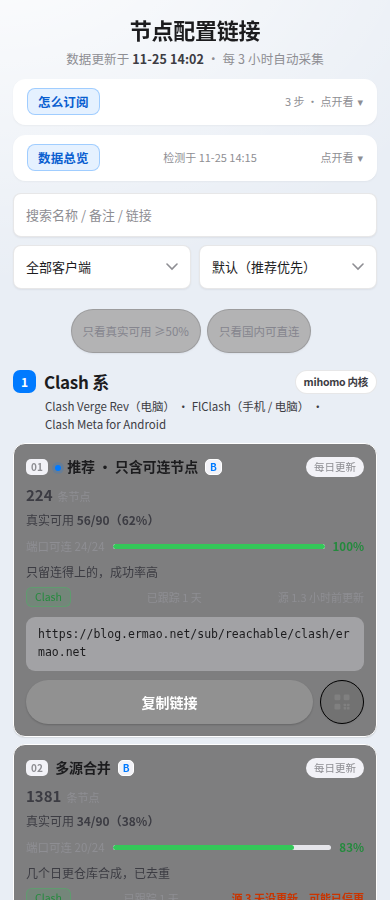 节点配置链接
数据更新于 11-25 14:02 · 每 3 小时自动采集
怎么订阅 3 步 · 点开看 ▾
数据总览 检测于 11-25 14:15 点开看 ▾
搜索名称 / 备注 / 链接
全部客户端 默认（推荐优先）
只看真实可用 ≥50% 只看国内可直连
1 Clash 系 mihomo 内核
Clash Verge Rev（电脑） · FlClash（手机 / 电脑） ·
Clash Meta for Android
01 推荐 · 只含可连节点 B 每日更新
224 条节点
真实可用 56/90（62%）
端口可连 24/24 100%
只留连得上的，成功率高
Clash 已跟踪 1 天 源 1.3 小时前更新
https://blog.ermao.net/sub/reachable/clash/er
mao.net
复制链接
02 多源合并 B 每日更新
1381 条节点
真实可用 34/90（38%）
端口可连 20/24 83%
几个日更仓库合成，已去重
Clash 已跟踪 1 天 源 3 天没更新，可能已停更